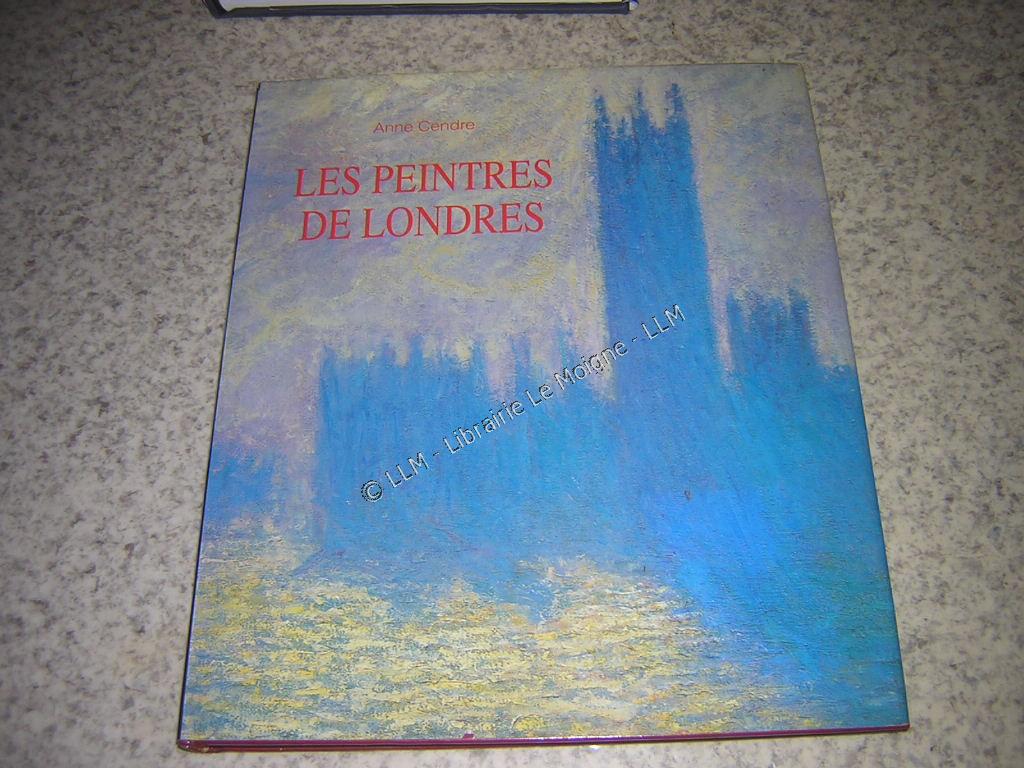 Anne Cendre
LES PEINTRES
DE LONDRES
© LLM - Librairie Le Moigne - LLM